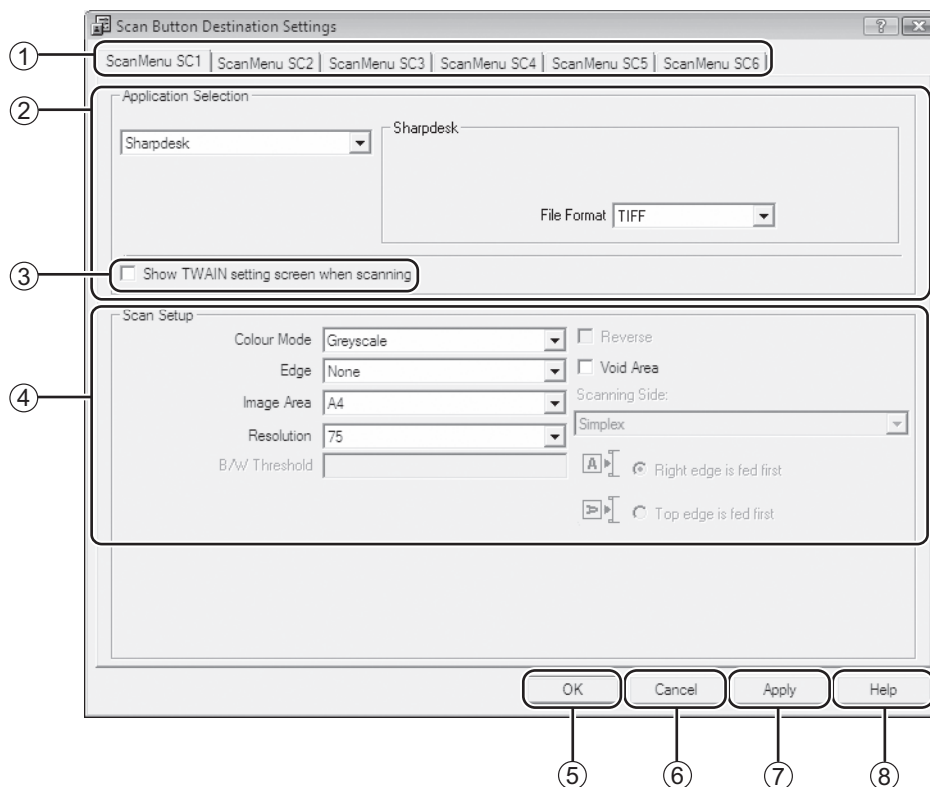 Scan Button Destination Settings
1
ScanMenu SC1 ScanMenu SC2 ScanMenu SC3 ScanMenu SC4 ScanMenu SC5 ScanMenu SC6
2
Application Selection
Sharpdesk
Sharpdesk
File Format TIFF
3
Show TWAIN setting screen when scanning
Scan Setup
Colour Mode Greyscale
Reverse
Edge None
Void Area
4
Image Area A4
Scanning Side:
Simplex
Resolution 75
B/W Threshold
A
Right edge is fed first
A
Top edge is fed first
OK Cancel Apply Help
5 6 7 8